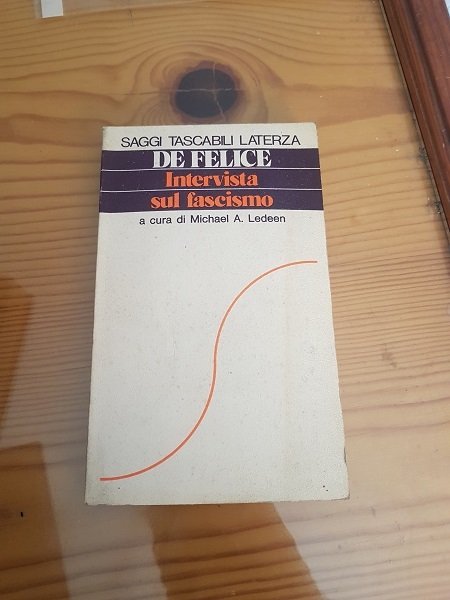 SAGGI TASCABILI LATERZA
DE FELICE
Intervista
sul fascismo
a cura di Michael A. Ledeen